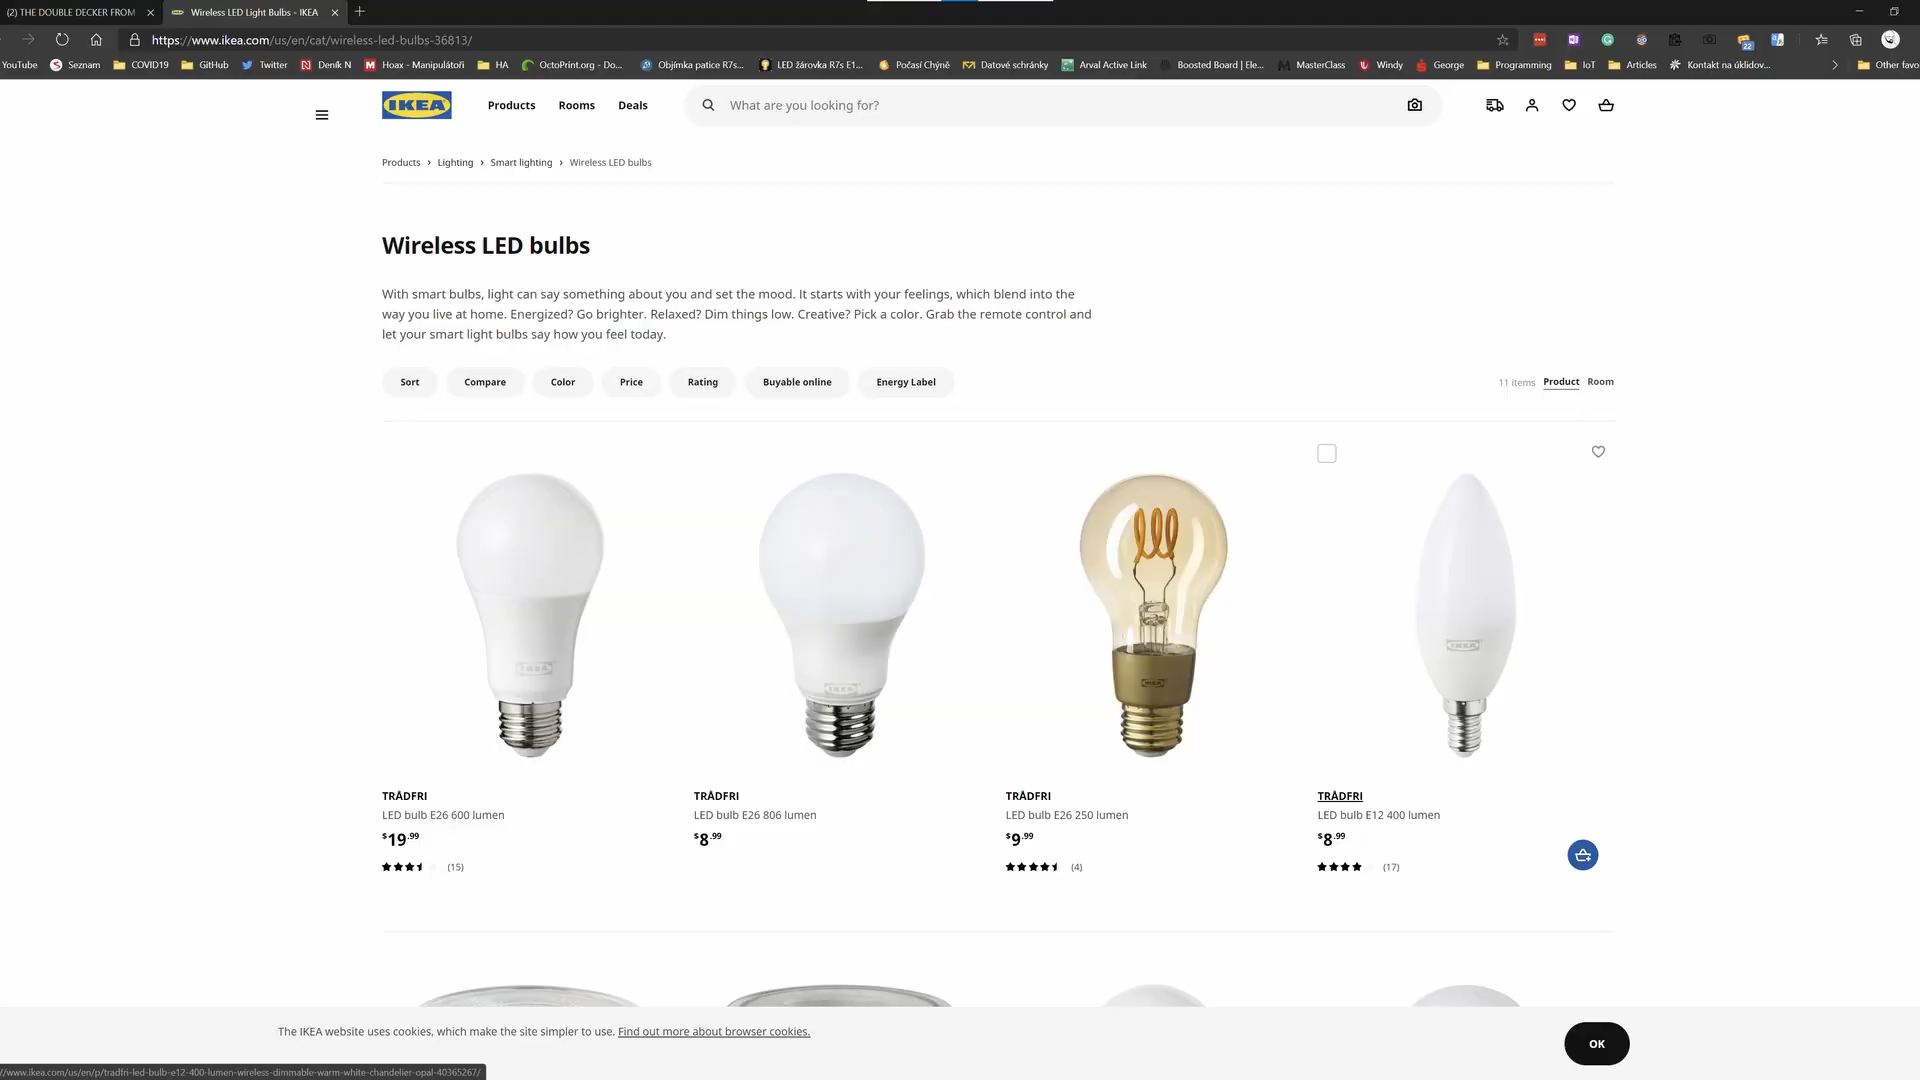 (2) THE DOUBLE DECKER FROM
Wireless LED Light Bulbs - IKEA
https://www.ikea.com/us/en/cat/wireless-led-bulbs-36813/
22
YouTube
Seznam
COVID19
GitHub
Twitter
Deník N
Hoax - Manipulátoři
HA
OctoPrint.org - Do...
Objímka patice R7s...
LED žárovka R7s E1...
Počasí Chýně
Datové schránky
Arval Active Link
Boosted Board | Ele...
MasterClass
Windy
George
Programming
IoT
Articles
Kontakt na úklidov...
Other favo
IKEA
Products
Rooms
Deals
What are you looking for?
Products › Lighting › Smart lighting › Wireless LED bulbs
Wireless LED bulbs
With smart bulbs, light can say something about you and set the mood. It starts with your feelings, which blend into the
way you live at home. Energized? Go brighter. Relaxed? Dim things low. Creative? Pick a color. Grab the remote control and
let your smart light bulbs say how you feel today.
Sort
Compare
Color
Price
Rating
Buyable online
Energy Label
11 items
Product
Room
IKEA
IKEA
IKEA
IKEA
TRÅDFRI
LED bulb E26 600 lumen
$19.99
(15)
TRÅDFRI
LED bulb E26 806 lumen
$8.99
TRÅDFRI
LED bulb E26 250 lumen
$9.99
(4)
TRÅDFRI
LED bulb E12 400 lumen
$8.99
(17)
The IKEA website uses cookies, which make the site simpler to use. Find out more about browser cookies.
OK
//www.ikea.com/us/en/p/tradfri-led-bulb-e12-400-lumen-wireless-dimmable-warm-white-chandelier-opal-40365267/